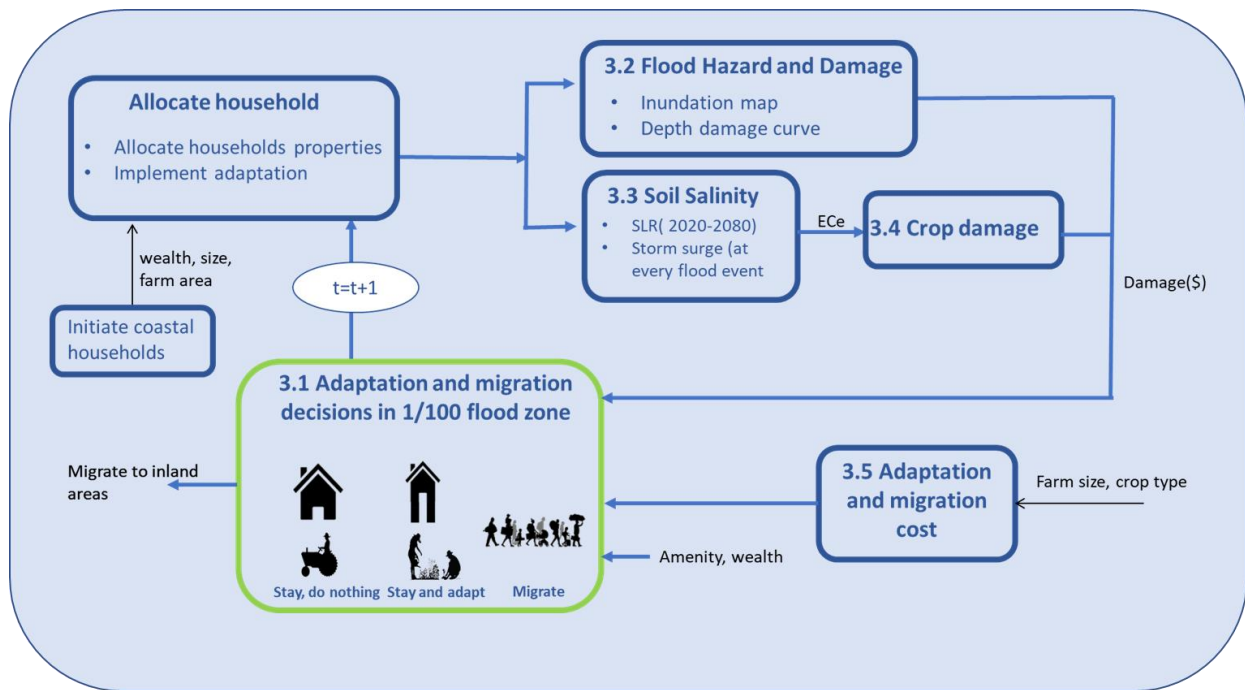 Allocate household
• Allocate households properties
• Implement adaptation
3.2 Flood Hazard and Damage
• Inundation map
• Depth damage curve
3.3 Soil Salinity
• SLR( 2020-2080)
• Storm surge (at
every flood event
ECe
3.4 Crop damage
Damage($)
wealth, size,
farm area
t=t+1
Initiate coastal
households
3.1 Adaptation and migration
decisions in 1/100 flood zone
Stay, do nothing
Stay and adapt
Migrate
Migrate to inland
areas
3.5 Adaptation
and migration
cost
Farm size, crop type
Amenity, wealth